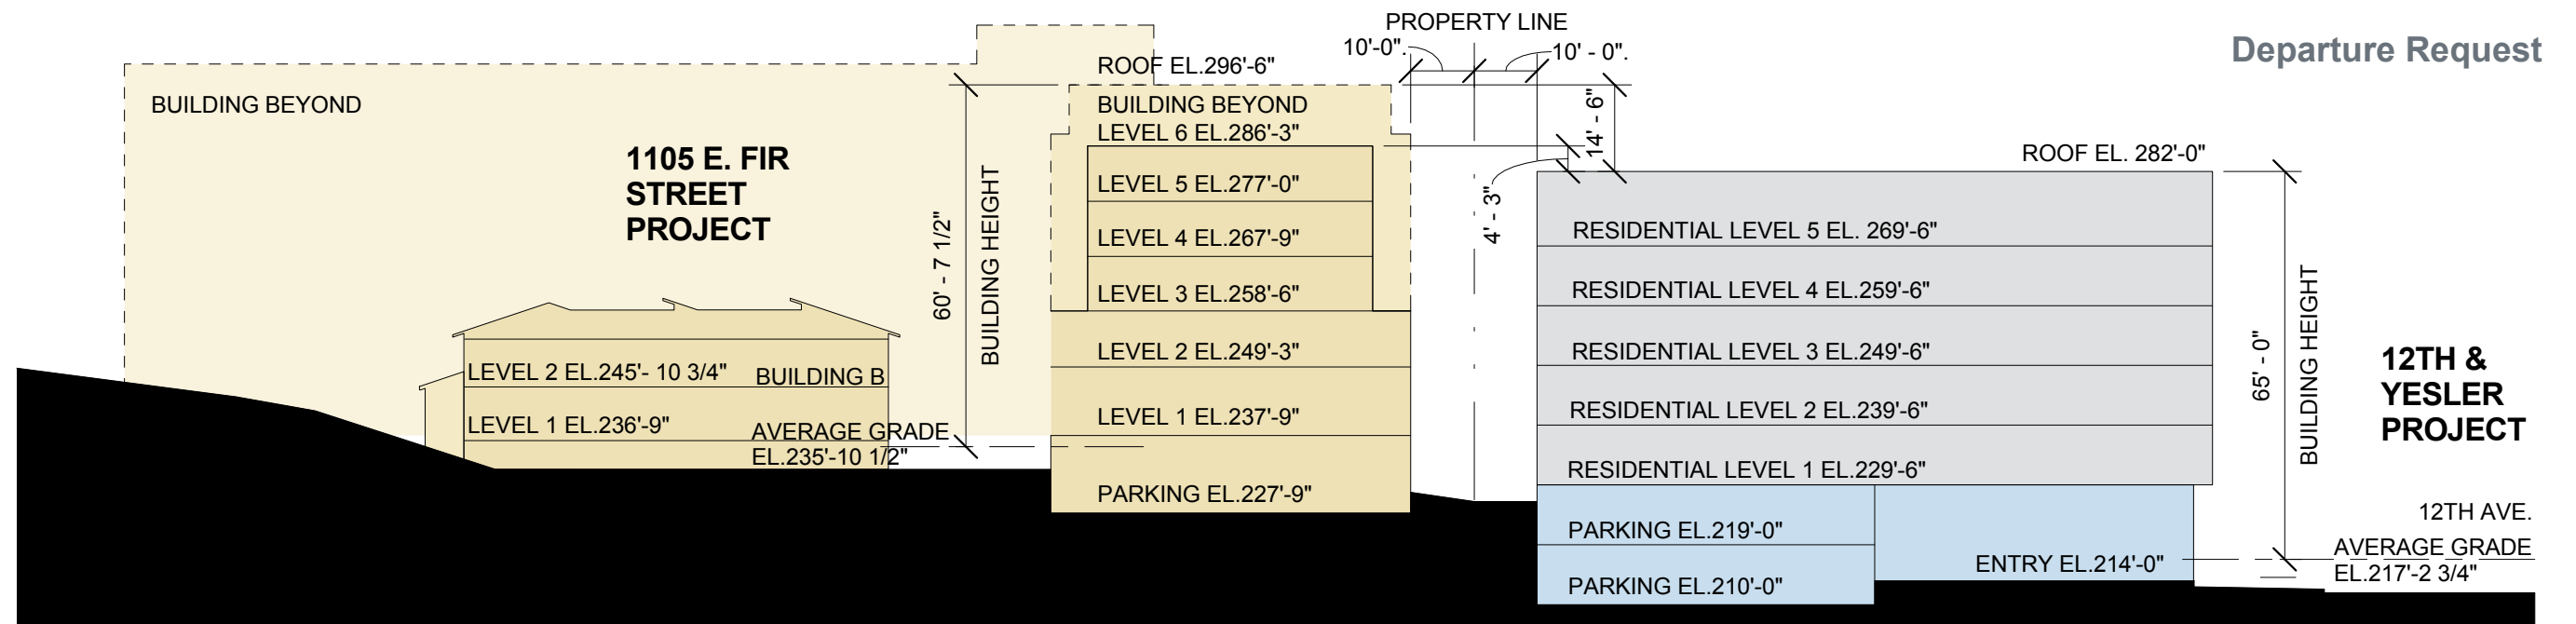 PROPERTY LINE
10'-0".
10' - 0".
Departure Request
ROOF EL.296'-6"
BUILDING BEYOND
BUILDING BEYOND
LEVEL 6 EL.286'-3"
14' - 6"
4' - 3"
1105 E. FIR
STREET
PROJECT
60' - 7 1/2"
BUILDING HEIGHT
LEVEL 5 EL.277'-0"
LEVEL 4 EL.267'-9"
LEVEL 3 EL.258'-6"
LEVEL 2 EL.249'-3"
LEVEL 1 EL.237'-9"
PARKING EL.227'-9"
LEVEL 2 EL.245'- 10 3/4"
BUILDING B
LEVEL 1 EL.236'-9"
AVERAGE GRADE
EL.235'-10 1/2"
ROOF EL. 282'-0"
RESIDENTIAL LEVEL 5 EL. 269'-6"
RESIDENTIAL LEVEL 4 EL.259'-6"
RESIDENTIAL LEVEL 3 EL.249'-6"
RESIDENTIAL LEVEL 2 EL.239'-6"
RESIDENTIAL LEVEL 1 EL.229'-6"
PARKING EL.219'-0"
PARKING EL.210'-0"
ENTRY EL.214'-0"
65' - 0"
BUILDING HEIGHT
12TH &
YESLER
PROJECT
12TH AVE.
AVERAGE GRADE
EL.217'-2 3/4"